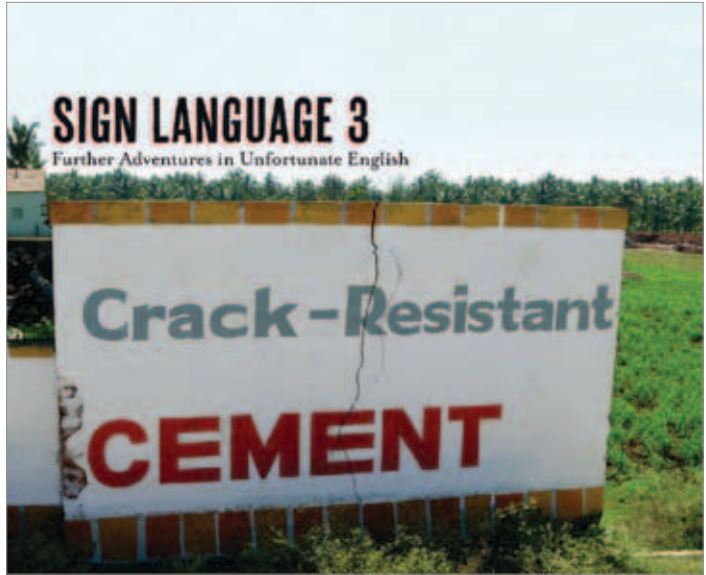 SIGN LANGUAGE 3
Further Adventures in Unfortunate English
Crack-Resistant
CEMENT